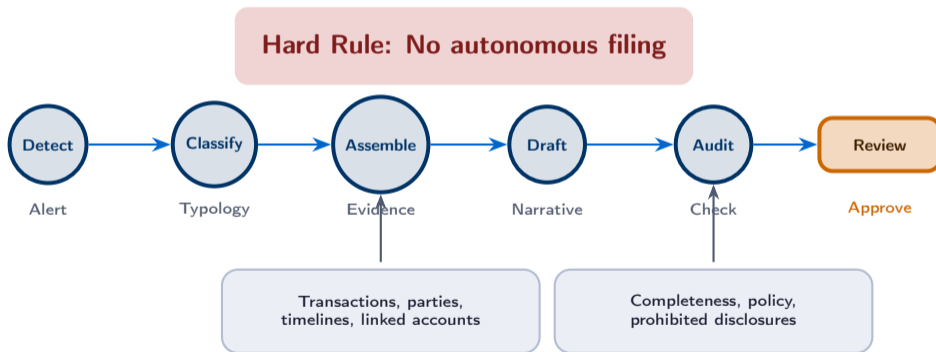 Hard Rule: No autonomous filing
Detect
Classify
Assemble
Draft
Audit
Review
Alert
Typology
Evidence
Narrative
Check
Approve
Transactions, parties,
timelines, linked accounts
Completeness, policy,
prohibited disclosures